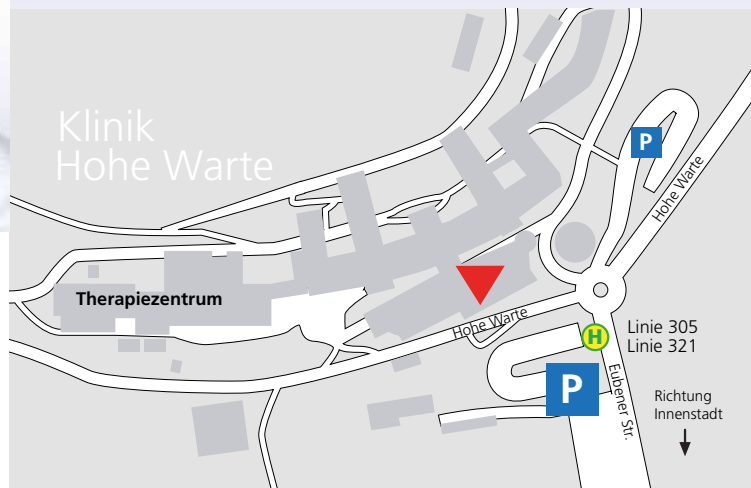 Klinik
Hohe Warte
P
Hohe Warte
Therapiezentrum
Hohe Warte
H
Linie 305
Linie 321
P
Eubener Str.
Richtung
Innenstadt